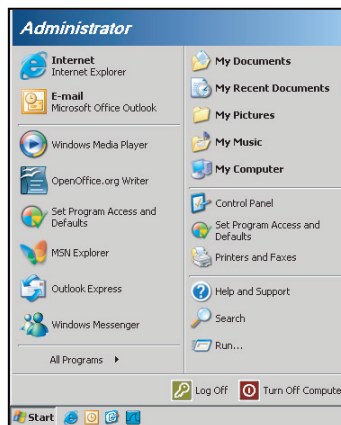 Administrator
Internet
Internet Explorer
E-mail
Microsoft Office Outlook
Windows Media Player
OpenOffice.org Writer
Set Program Access and
Defaults
MSN Explorer
Outlook Express
Windows Messenger
All Programs
My Documents
My Recent Documents
My Pictures
My Music
My Computer
Control Panel
Set Program Access and
Defaults
Printers and Faxes
Help and Support
Search
Run...
Log Off
Turn Off Compute
Start